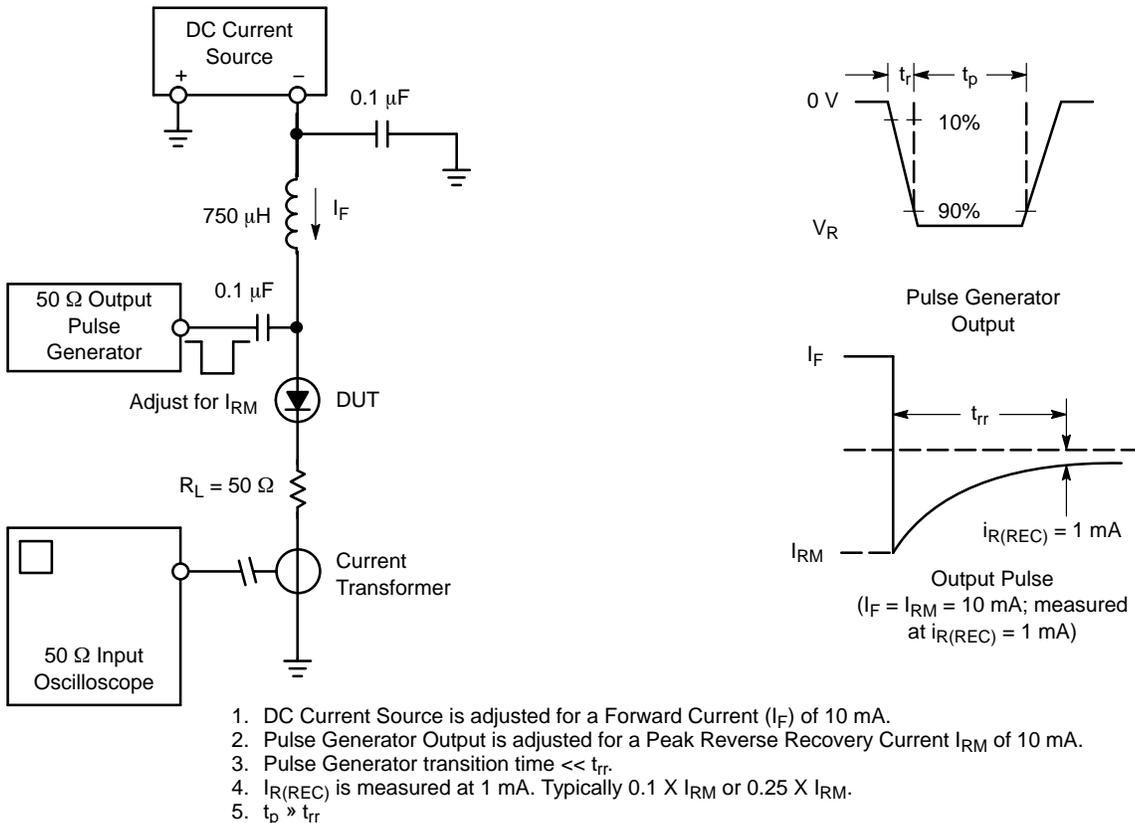 DC Current
Source
+ −
0.1 μF
750 μH
I_F
50 Ω Output
Pulse
Generator
0.1 μF
Adjust for I_RM
DUT
R_L = 50 Ω
Current
Transformer
50 Ω Input
Oscilloscope
t_r t_p
0 V
10%
90%
V_R
Pulse Generator
Output
I_F
t_rr
i_R(REC) = 1 mA
I_RM
Output Pulse
(I_F = I_RM = 10 mA; measured
at i_R(REC) = 1 mA)
1. DC Current Source is adjusted for a Forward Current (I_F) of 10 mA.
2. Pulse Generator Output is adjusted for a Peak Reverse Recovery Current I_RM of 10 mA.
3. Pulse Generator transition time << t_rr.
4. I_R(REC) is measured at 1 mA. Typically 0.1 X I_RM or 0.25 X I_RM.
5. t_p » t_rr